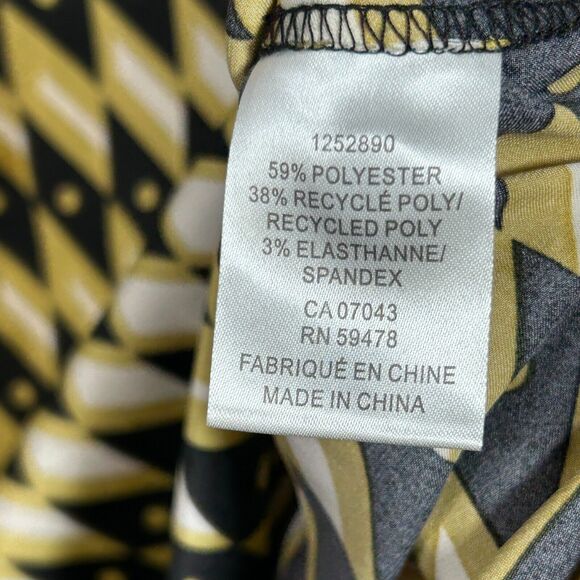 1252890
59% POLYESTER
38% RECYCLÉ POLY/
RECYCLED POLY
3% ELASTHANNE/
SPANDEX
CA 07043
RN 59478
FABRIQUÉ EN CHINE
MADE IN CHINA